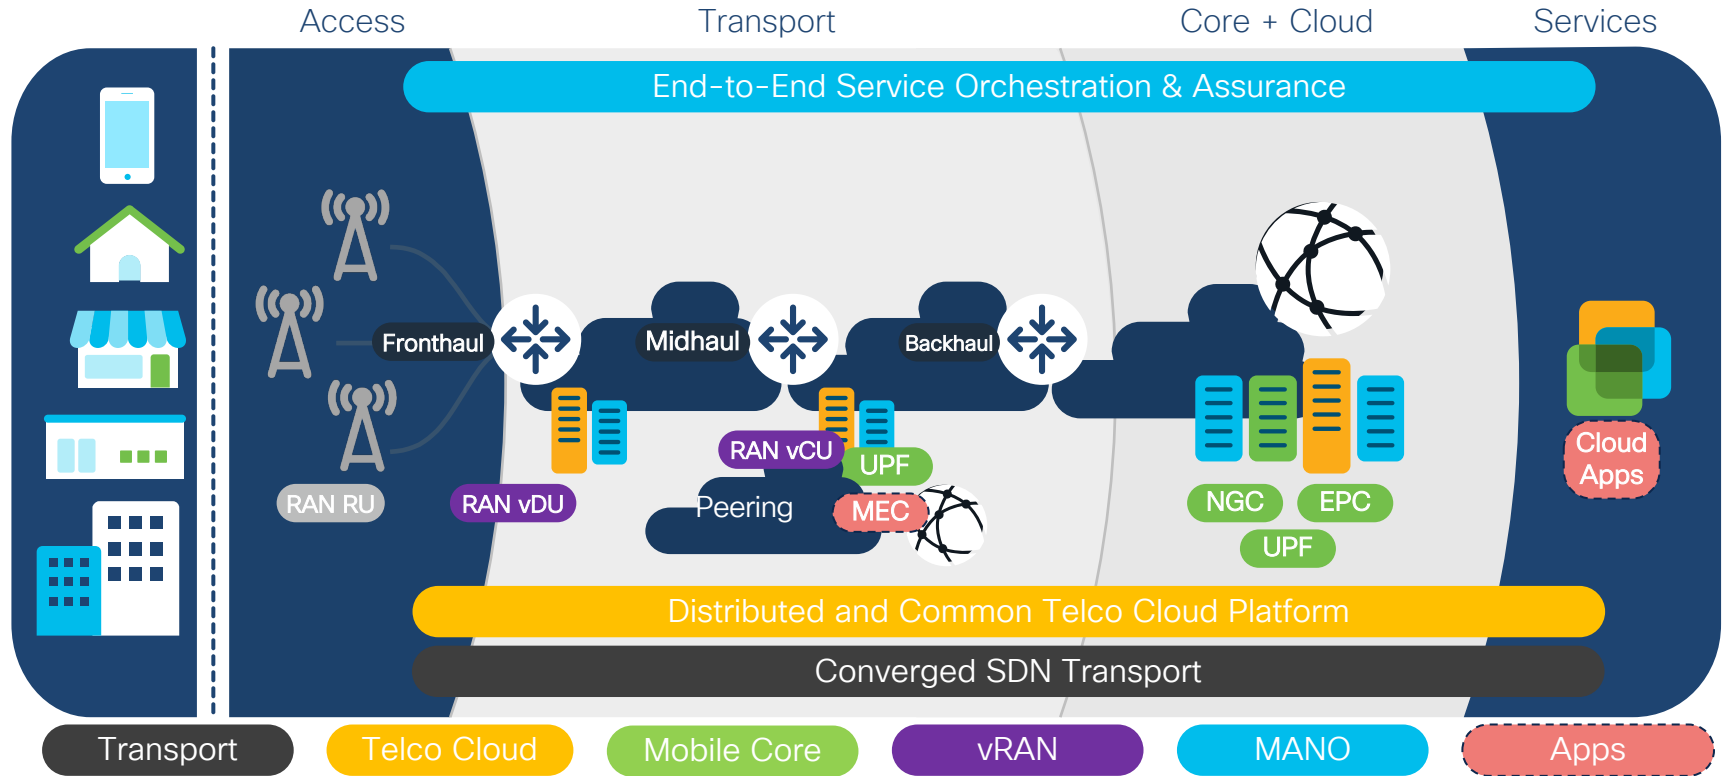 Access
Transport
Core + Cloud
Services
End-to-End Service Orchestration & Assurance
Fronthaul
Midhaul
Backhaul
RAN vCU
UPF
Cloud
Apps
RAN RU
RAN vDU
Peering
MEC
NGC
EPC
UPF
Distributed and Common Telco Cloud Platform
Converged SDN Transport
Transport
Telco Cloud
Mobile Core
vRAN
MANO
Apps